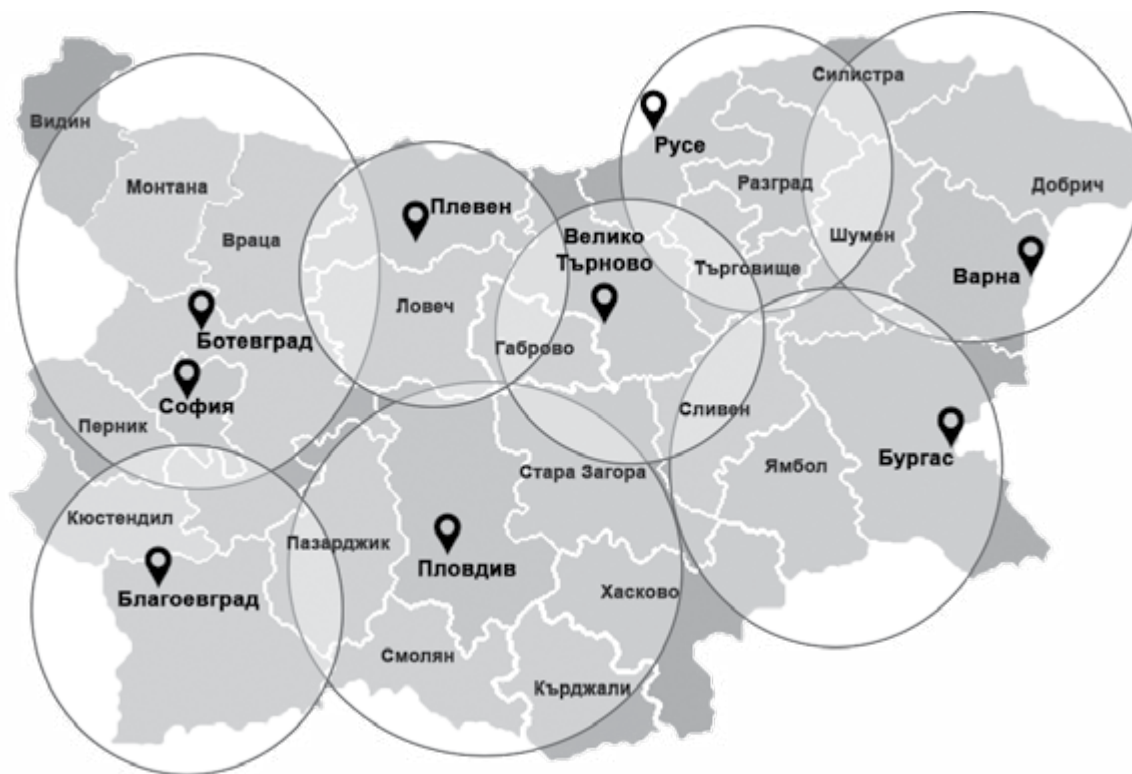 Силистра
Видин
Русе
Монтана
Разград
Добрич
Плевен
Враца
Велико
Търново
Шумен
Търговище
Варна
Ловеч
Ботевград
Габрово
София
Сливен
Перник
Бургас
Ямбол
Стара Загора
Кюстендил
Пазарджик
Пловдив
Хасково
Благоевград
Смолян
Кърджали